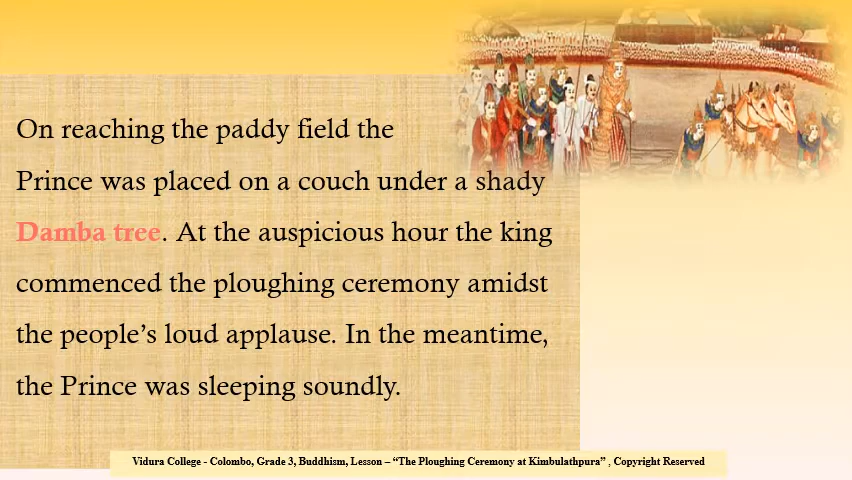 On reaching the paddy field the
Prince was placed on a couch under a shady
Damba tree. At the auspicious hour the king
commenced the ploughing ceremony amidst
the people’s loud applause. In the meantime,
the Prince was sleeping soundly.
Vidura College - Colombo, Grade 3, Buddhism, Lesson – “The Ploughing Ceremony at Kimbulathpura” , Copyright Reserved